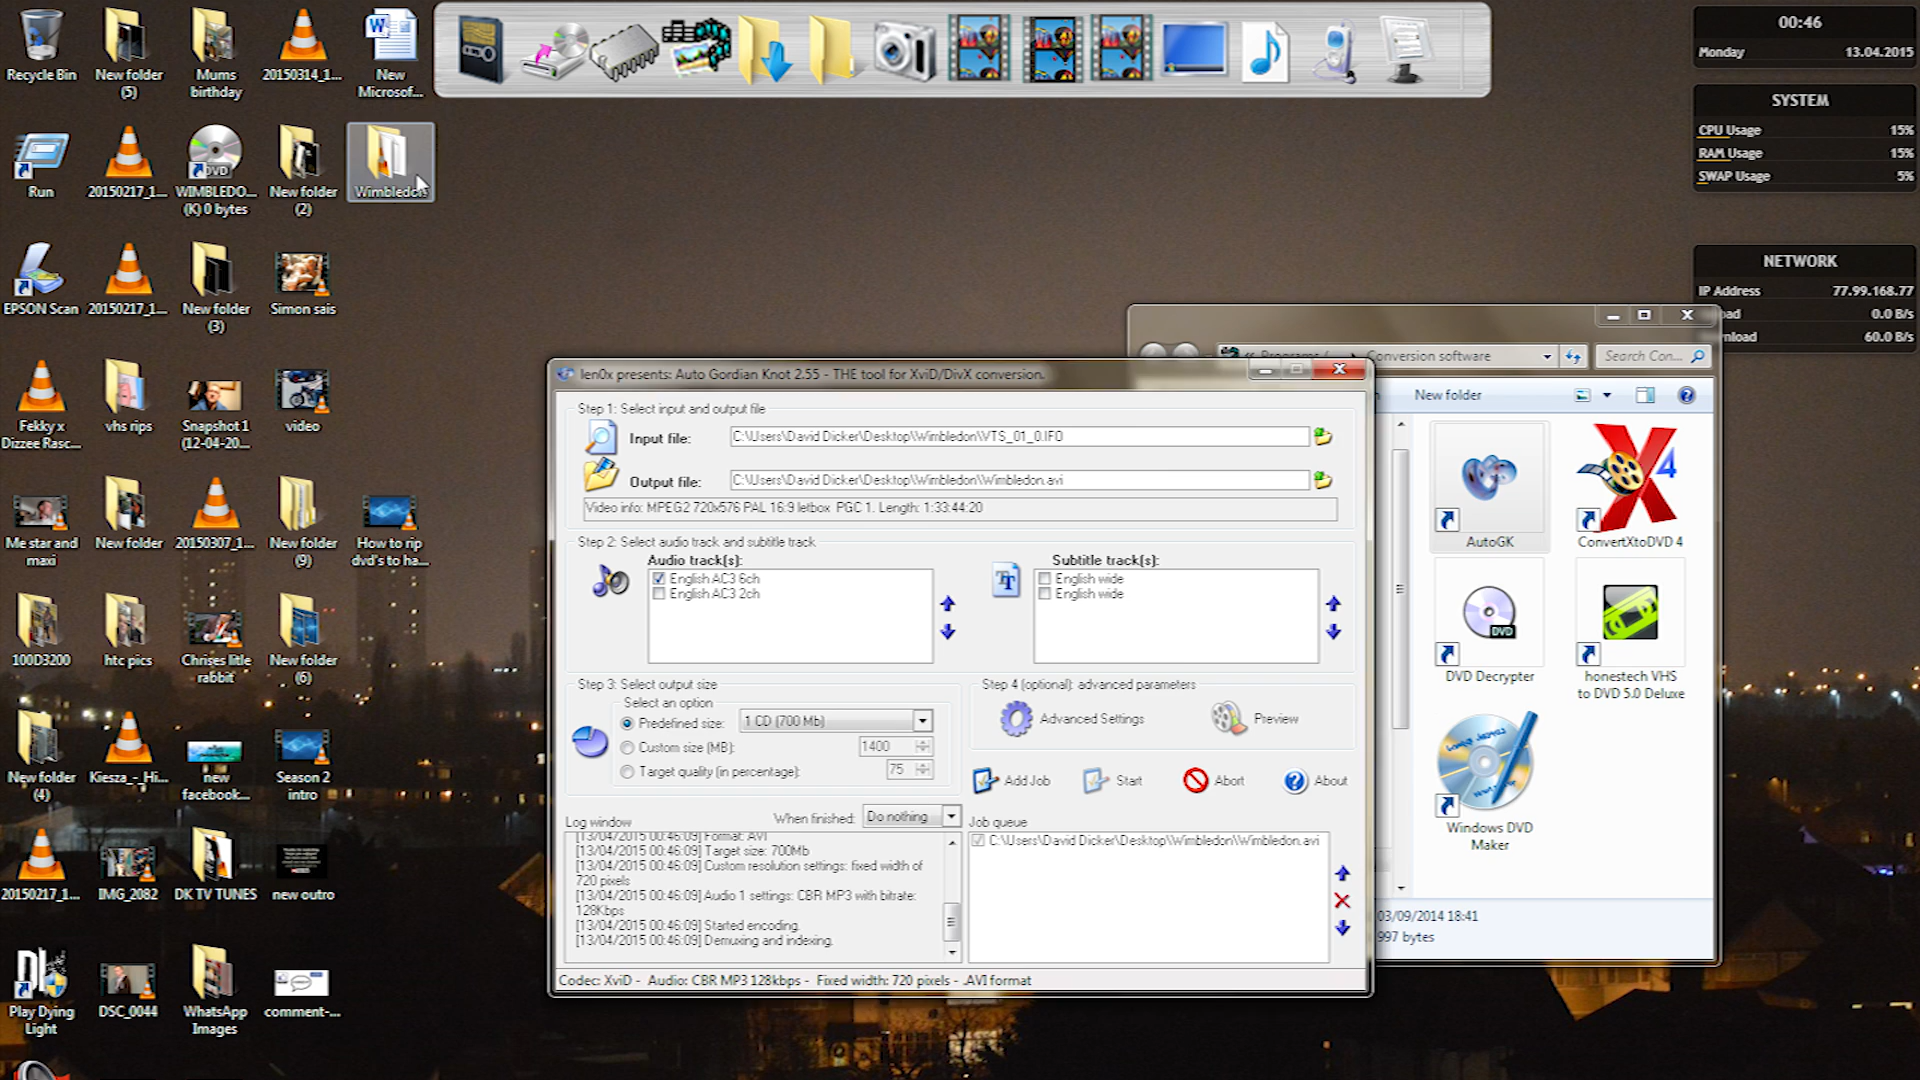 Recycle Bin
New folder
(5)
Mums
birthday
20150314_1...
New
Microsof...
Run
20150217_1...
DVD
WIMBLEDO...
(K) 0 bytes
New folder
(2)
EPSON Scan
20150217_1...
New folder
(3)
Simon sais
Fekky x
Dizzee Rasc...
vhs rips
Snapshot 1
(12-04-20...
video
Me star and
maxi
New folder
20150307_1...
New folder
(9)
How to rip
dvd's to ha...
100D3200
htc pics
Chrises litle
rabbit
New folder
(6)
New folder
(4)
Kiesza_-_Hi...
new
facebook...
Season 2
intro
20150217_1...
IMG_2082
DK TV TUNES
new outro
Play Dying
Light
DSC_0044
WhatsApp
Images
comment-...
00:46
Monday 13.04.2015
SYSTEM
CPU Usage 15%
RAM Usage 15%
SWAP Usage 5%
NETWORK
IP Address 77.99.168.77
0.0 B/s
60.0 B/s
Conversion software
Search Con...
New folder
AutoGK
4
ConvertXtoDVD 4
DVD
DVD Decrypter
honestech VHS
to DVD 5.0 Deluxe
Windows DVD
Maker
03/09/2014 18:41
997 bytes
len0x presents: Auto Gordian Knot 2.55 - THE tool for XviD/DivX conversion.
Step 1: Select input and output file
Input file: C:\Users\David Dicker\Desktop\Wimbledon\VTS_01_0.IFO
Output file: C:\Users\David Dicker\Desktop\Wimbledon\Wimbledon.avi
Video info: MPEG2 720x576 PAL 16:9 letbox PGC 1. Length: 1:33:44:20
Step 2: Select audio track and subtitle track
Audio track(s):
English AC3 6ch
English AC3 2ch
Subtitle track(s):
English wide
English wide
Step 3: Select output size
Select an option
Predefined size: 1 CD (700 Mb)
Custom size (MB): 1400
Target quality (in percentage): 75
Step 4 (optional): advanced parameters
Advanced Settings
Preview
Add Job
Start
Abort
About
Log window
When finished: Do nothing
[13/04/2015 00:46:09] Format: AVI
[13/04/2015 00:46:09] Target size: 700Mb
[13/04/2015 00:46:09] Custom resolution settings: fixed width of
720 pixels
[13/04/2015 00:46:09] Audio 1 settings: CBR MP3 with bitrate:
128Kbps
[13/04/2015 00:46:09] Started encoding.
[13/04/2015 00:46:09] Demuxing and indexing.
Job queue
C:\Users\David Dicker\Desktop\Wimbledon\Wimbledon.avi
Codec: XviD - Audio: CBR MP3 128kbps - Fixed width: 720 pixels - .AVI format